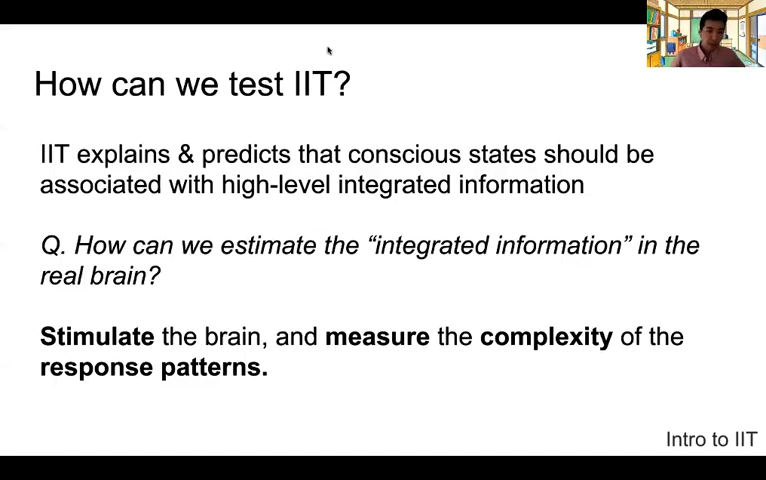 How can we test IIT?
IIT explains & predicts that conscious states should be
associated with high-level integrated information
Q. How can we estimate the “integrated information” in the
real brain?
Stimulate the brain, and measure the complexity of the
response patterns.
Intro to IIT